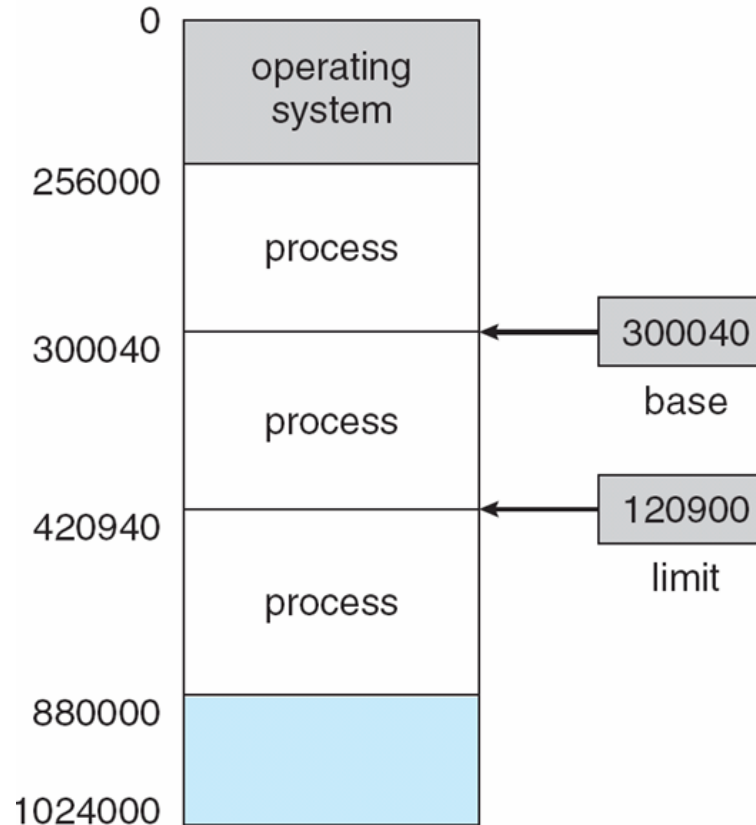 0
operating
system
256000
process
300040
300040
base
process
420940
120900
limit
process
880000
1024000